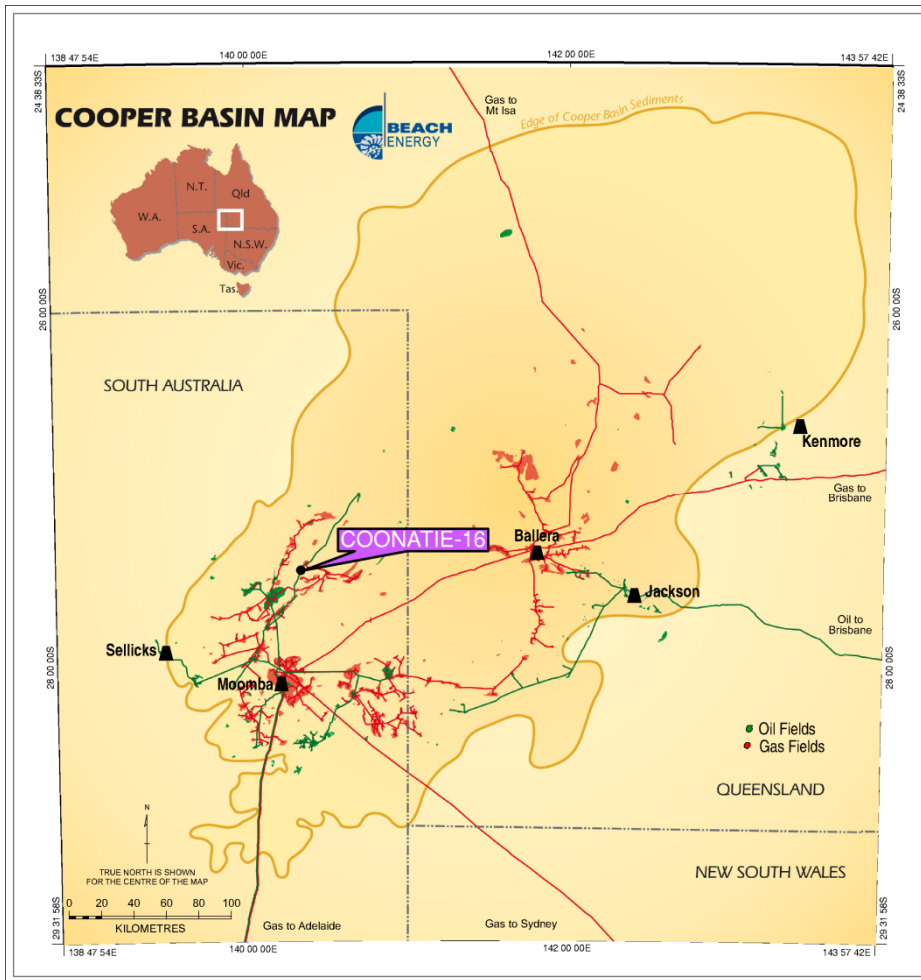 138 47 54E
140 00 00E
142 00 00E
143 57 42E
24 38 33S
24 38 33S
COOPER BASIN MAP
BEACH
ENERGY
Gas to
Mt Isa
Edge of Cooper Basin Sediments
N.T.
Qld
W.A.
S.A.
N.S.W.
Vic.
Tas.
26 00 00S
26 00 00S
SOUTH AUSTRALIA
Kenmore
Gas to
Brisbane
COONATIE-16
Ballera
Jackson
Oil to
Brisbane
Sellicks
Moomba
28 00 00S
28 00 00S
Oil Fields
Gas Fields
QUEENSLAND
N
TRUE NORTH IS SHOWN
FOR THE CENTRE OF THE MAP
NEW SOUTH WALES
0 20 40 60 80 100
KILOMETRES
Gas to Adelaide
Gas to Sydney
29 31 58S
29 31 58S
138 47 54E
140 00 00E
142 00 00E
143 57 42E